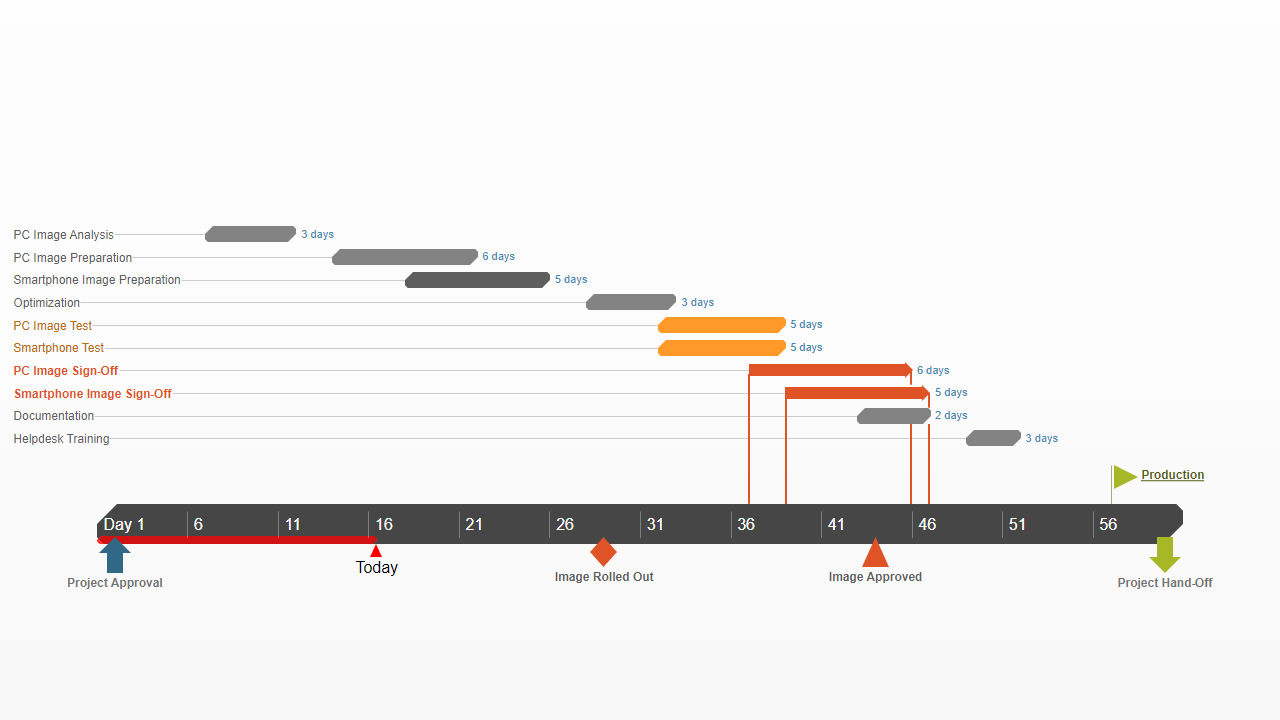 PC Image Analysis 3 days
PC Image Preparation 6 days
Smartphone Image Preparation 5 days
Optimization 3 days
PC Image Test 5 days
Smartphone Test 5 days
PC Image Sign-Off 6 days
Smartphone Image Sign-Off 5 days
Documentation 2 days
Helpdesk Training 3 days
Production
Day 1 6 11 16 21 26 31 36 41 46 51 56
Today
Project Approval Image Rolled Out Image Approved Project Hand-Off